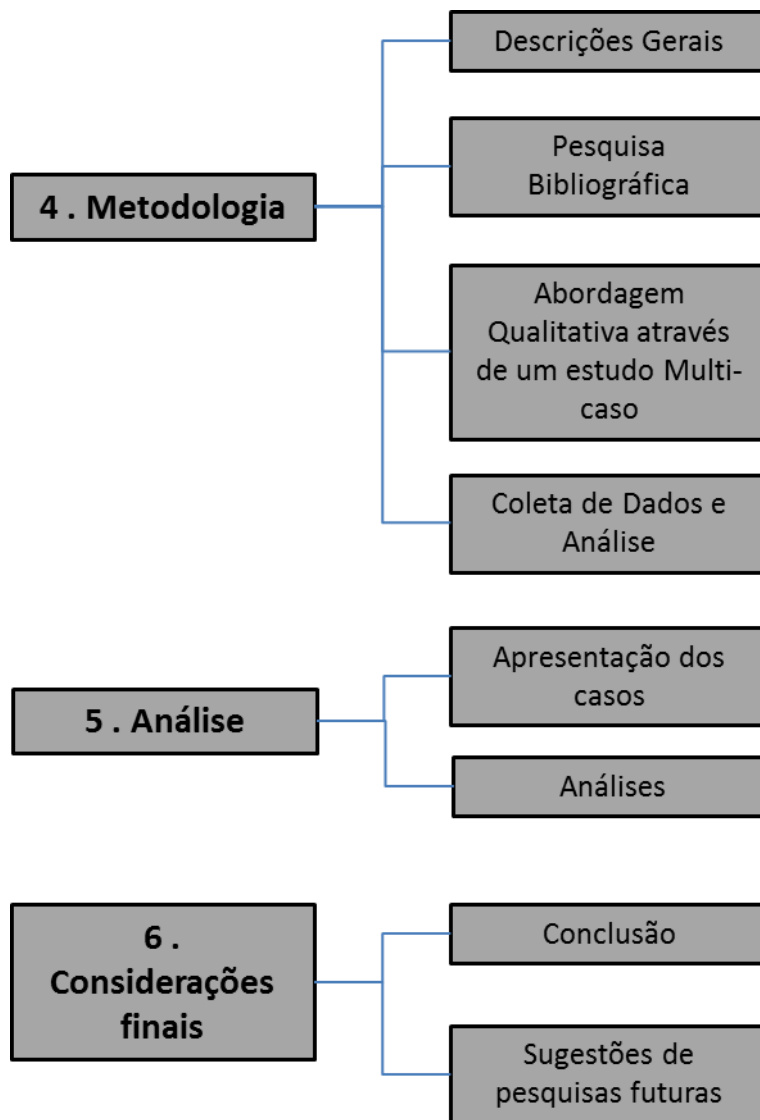 4 . Metodologia
Descrições Gerais
Pesquisa
Bibliográfica
Abordagem
Qualitativa através
de um estudo Multi-
caso
Coleta de Dados e
Análise
5 . Análise
Apresentação dos
casos
Análises
6 .
Considerações
finais
Conclusão
Sugestões de
pesquisas futuras